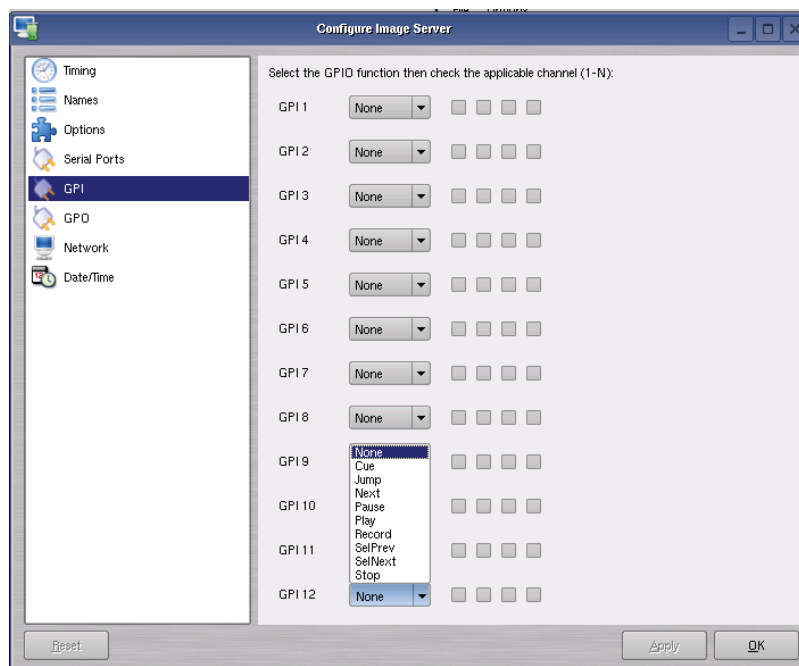 File Options
Configure Image Server
Timing
Names
Options
Serial Ports
GPI
GPO
Network
Date/Time
Select the GPIO function then check the applicable channel (1-N):
GPI 1 None
GPI 2 None
GPI 3 None
GPI 4 None
GPI 5 None
GPI 6 None
GPI 7 None
GPI 8 None
GPI 9
GPI 10
GPI 11
None
Cue
Jump
Next
Pause
Play
Record
SelPrev
SelNext
Stop
GPI 12 None
Reset
Apply
OK